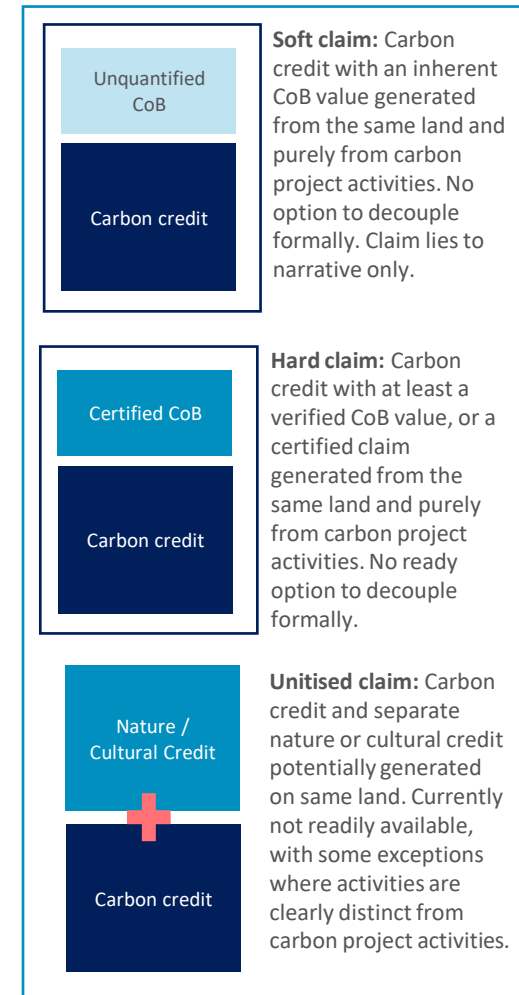 Unquantified
CoB
Carbon credit
Soft claim: Carbon
credit with an inherent
CoB value generated
from the same land and
purely from carbon
project activities. No
option to decouple
formally. Claim lies to
narrative only.
Certified CoB
Carbon credit
Hard claim: Carbon
credit with at least a
verified CoB value, or a
certified claim
generated from the
same land and purely
from carbon project
activities. No ready
option to decouple
formally.
Nature /
Cultural Credit
Carbon credit
Unitised claim: Carbon
credit and separate
nature or cultural credit
potentially generated
on same land. Currently
not readily available,
with some exceptions
where activities are
clearly distinct from
carbon project activities.